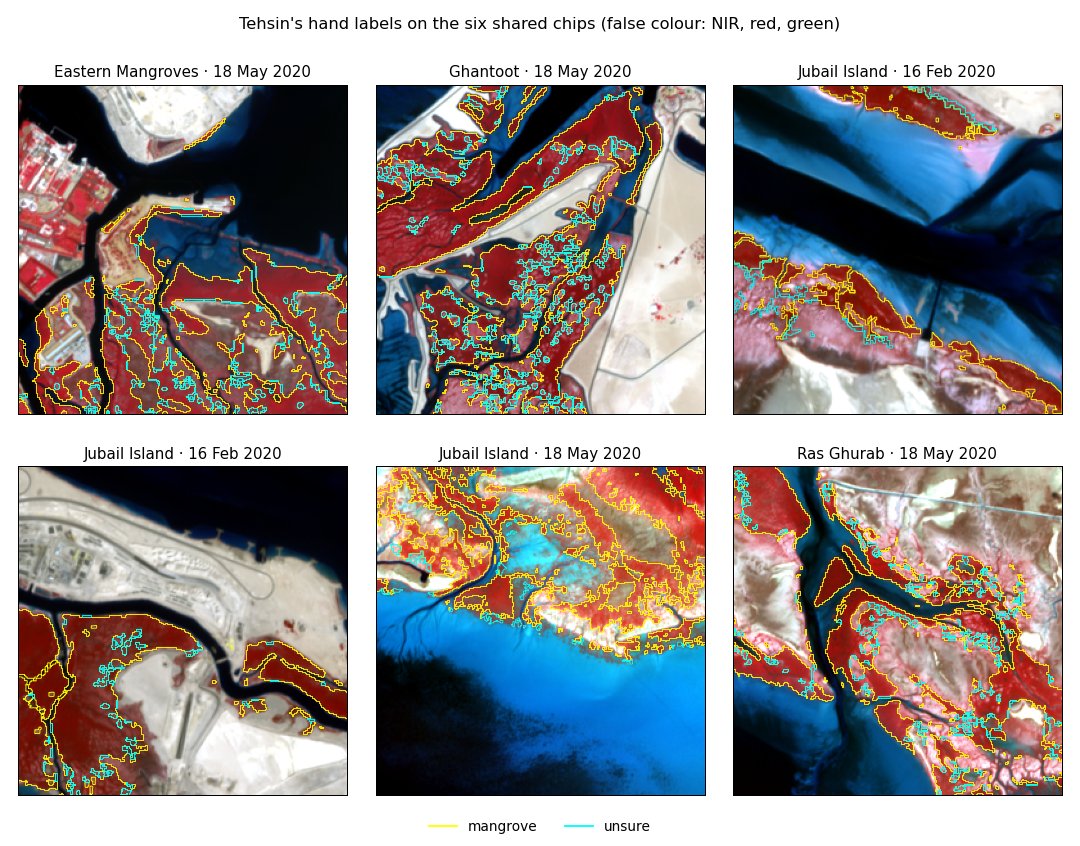 Tehsin's hand labels on the six shared chips (false colour: NIR, red, green)
Eastern Mangroves · 18 May 2020
Ghantoot · 18 May 2020
Jubail Island · 16 Feb 2020
Jubail Island · 16 Feb 2020
Jubail Island · 18 May 2020
Ras Ghurab · 18 May 2020
mangrove
unsure